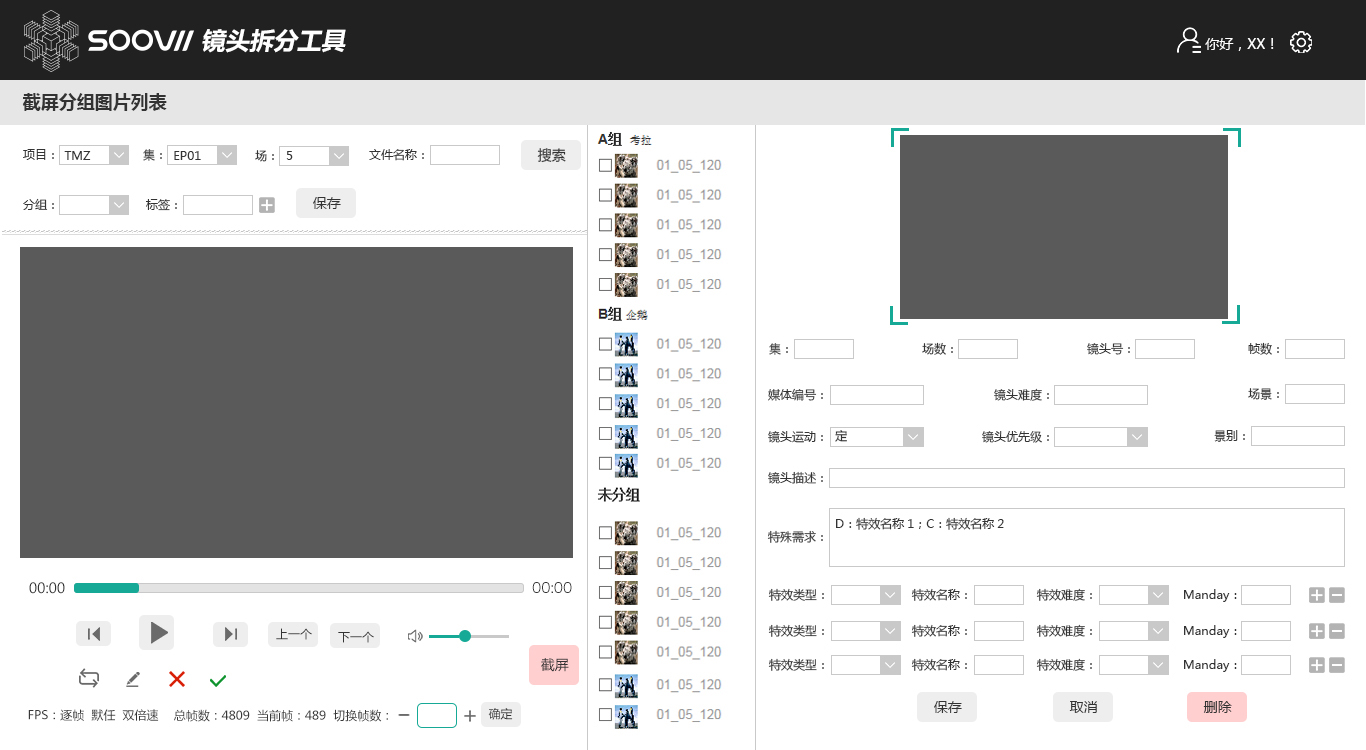 SOOVII 镜头拆分工具
你好，XX！
截屏分组图片列表
项目： TMZ 集： EP01 场： 5 文件名称： 搜索
分组： 标签： 保存
00:00 00:00
上一个 下一个
截屏
FPS：逐帧 默任 双倍速 总帧数：4809 当前帧：489 切换帧数： 确定
A组 考拉
01_05_120
01_05_120
01_05_120
01_05_120
01_05_120
B组 企鹅
01_05_120
01_05_120
01_05_120
01_05_120
01_05_120
未分组
01_05_120
01_05_120
01_05_120
01_05_120
01_05_120
01_05_120
01_05_120
集： 场数： 镜头号： 帧数：
媒体编号： 镜头难度： 场景：
镜头运动： 定 镜头优先级： 景别：
镜头描述：
特殊需求： D：特效名称 1；C：特效名称 2
特效类型： 特效名称： 特效难度： Manday：
特效类型： 特效名称： 特效难度： Manday：
特效类型： 特效名称： 特效难度： Manday：
保存 取消 删除